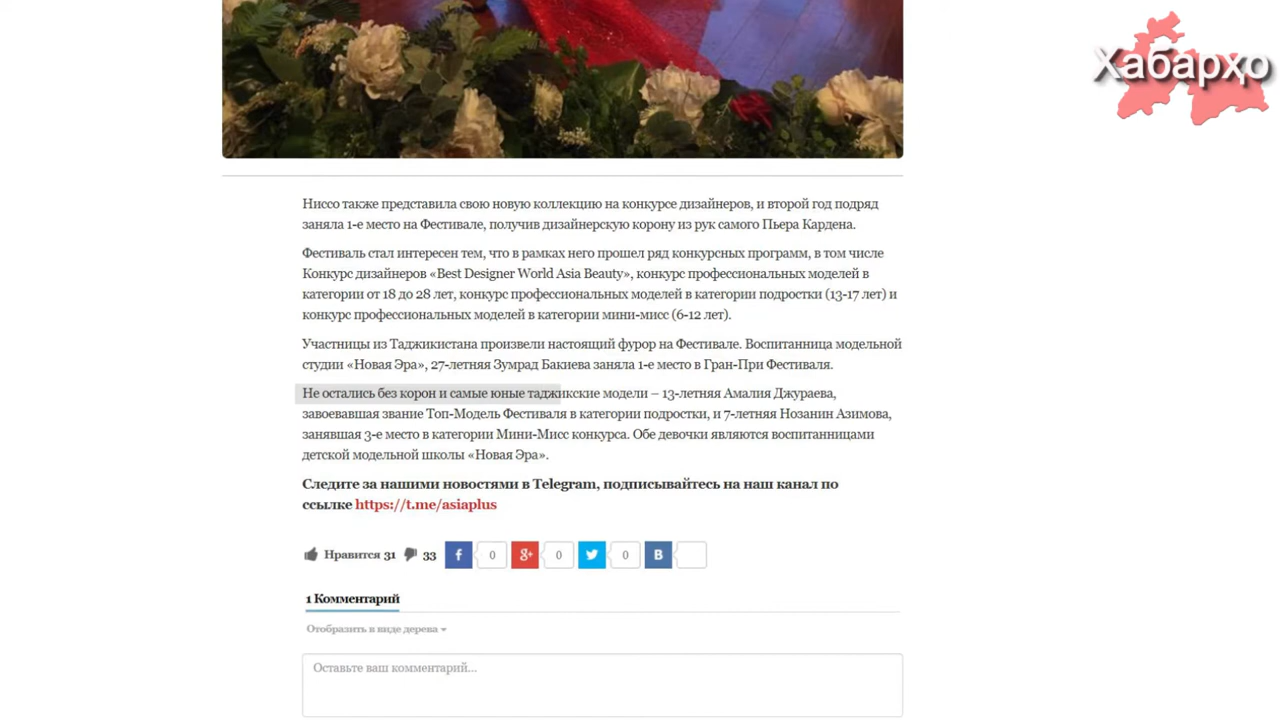 Хабарҳо
Ниссо также представила свою новую коллекцию на конкурсе дизайнеров, и второй год подряд
заняла 1-е место на Фестивале, получив дизайнерскую корону из рук самого Пьера Кардена.
Фестиваль стал интересен тем, что в рамках него прошел ряд конкурсных программ, в том числе
Конкурс дизайнеров «Best Designer World Asia Beauty», конкурс профессиональных моделей в
категории от 18 до 28 лет, конкурс профессиональных моделей в категории подростки (13-17 лет) и
конкурс профессиональных моделей в категории мини-мисс (6-12 лет).
Участницы из Таджикистана произвели настоящий фурор на Фестивале. Воспитанница модельной
студии «Новая Эра», 27-летняя Зумрад Бакиева заняла 1-е место в Гран-При Фестиваля.
Не остались без корон и самые юные таджикские модели – 13-летняя Амалия Джураева,
завоевавшая звание Топ-Модель Фестиваля в категории подростки, и 7-летняя Нозанин Азимова,
занявшая 3-е место в категории Мини-Мисс конкурса. Обе девочки являются воспитанницами
детской модельной школы «Новая Эра».
Следите за нашими новостями в Telegram, подписывайтесь на наш канал по
ссылке https://t.me/asiaplus
Нравится 31 33 f 0 g+ 0 0 B
1 Комментарий
Отобразить в виде дерева
Оставьте ваш комментарий...